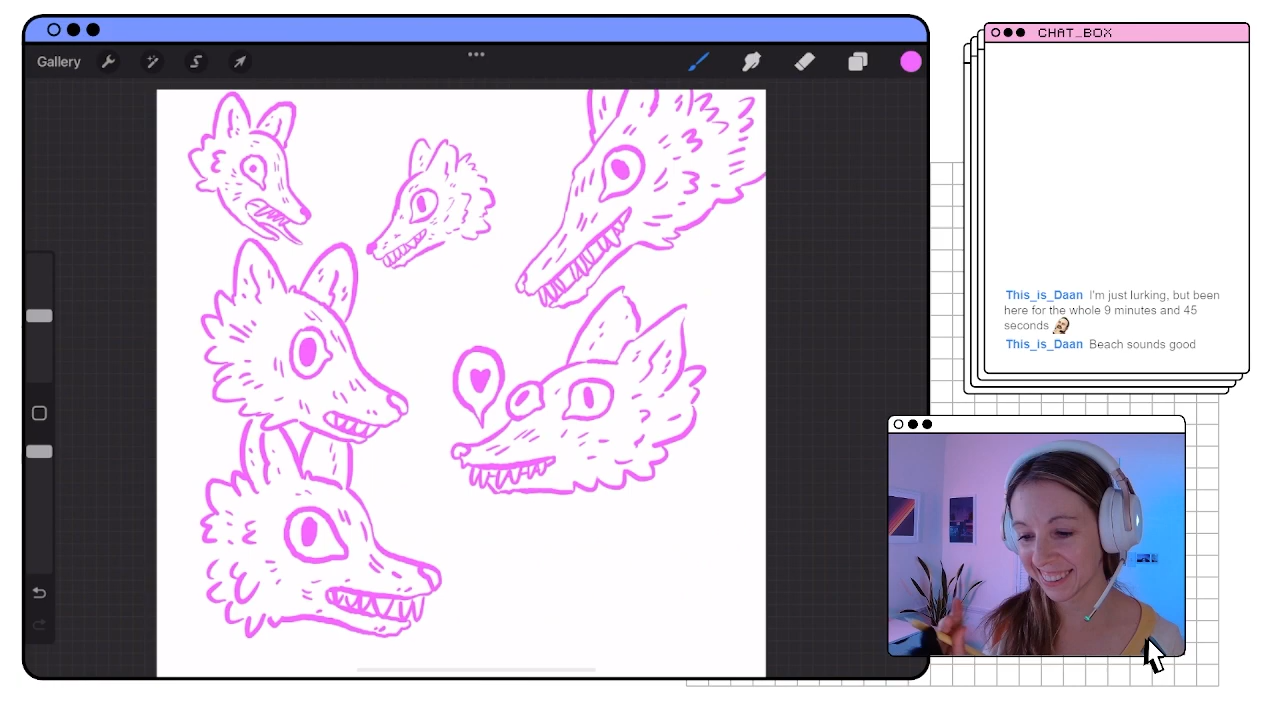 CHAT_BOX
Gallery
This_is_Daan I'm just lurking, but been
here for the whole 9 minutes and 45
seconds
This_is_Daan Beach sounds good